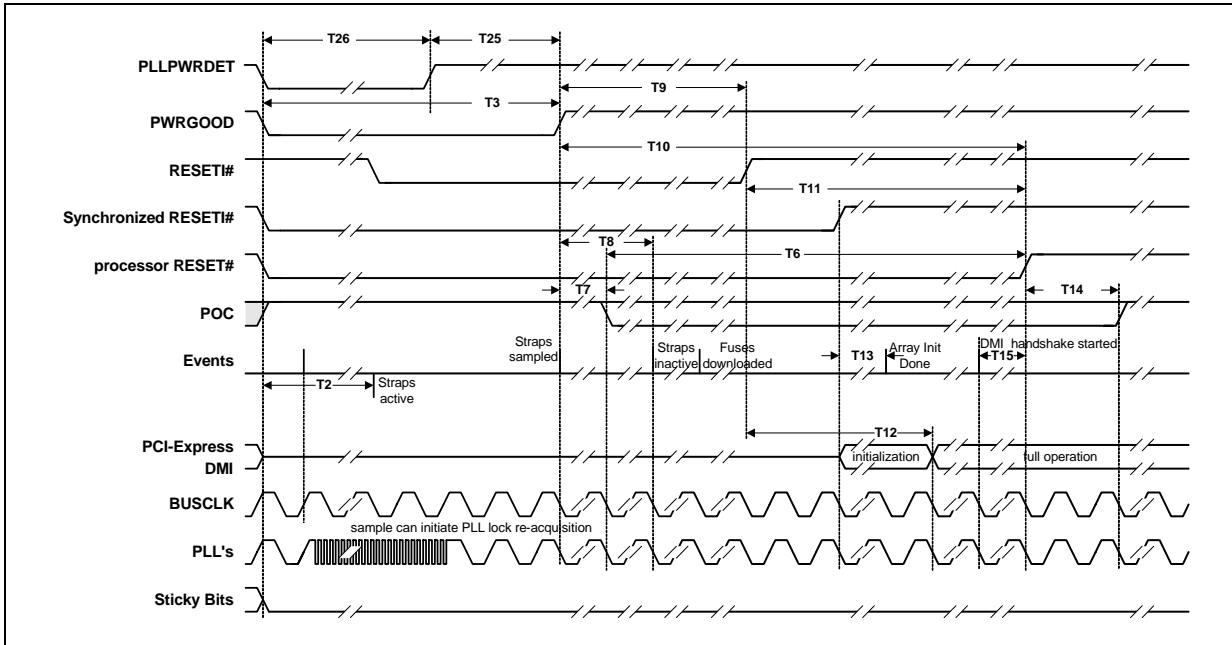 T26 T25
PLLPWRDET
T3 T9
PWRGOOD
T10
RESETI#
T11
Synchronized RESETI#
T8 T6
processor RESET#
T7 T14
POC
Straps sampled
Straps inactive
Fuses downloaded
T13
Array Init Done
DMI handshake started
T15
Events
T2
Straps active
T12
PCI-Express
DMI
initialization
full operation
BUSCLK
sample can initiate PLL lock re-acquisition
PLL's
Sticky Bits